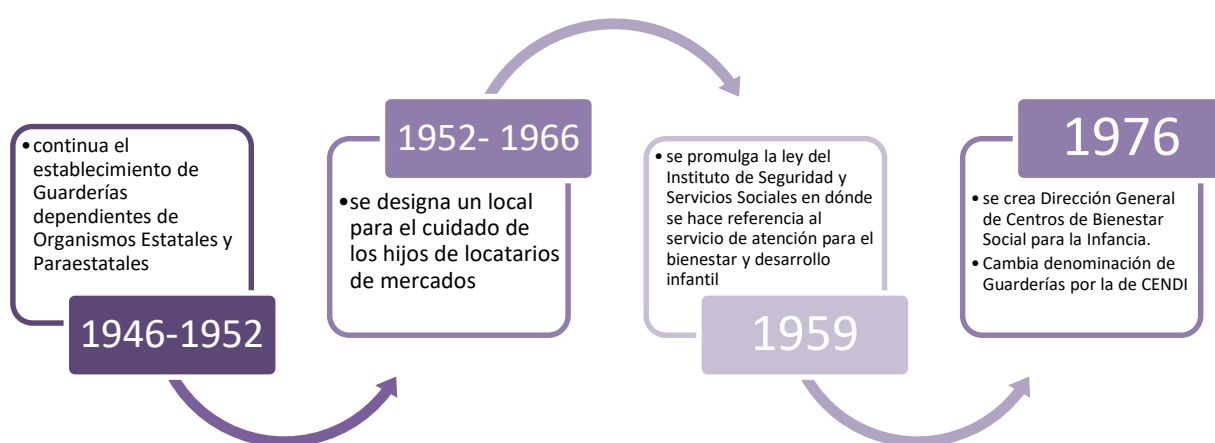 •continua el
establecimiento de
Guarderías
dependientes de
Organismos Estatales y
Paraestatales
1946-1952
1952- 1966
•se designa un local
para el cuidado de
los hijos de locatarios
de mercados
• se promulga la ley del
Instituto de Seguridad y
Servicios Sociales en dónde
se hace referencia al
servicio de atención para el
bienestar y desarrollo
infantil
1959
1976
• se crea Dirección General
de Centros de Bienestar
Social para la Infancia.
• Cambia denominación de
Guarderías por la de CENDI